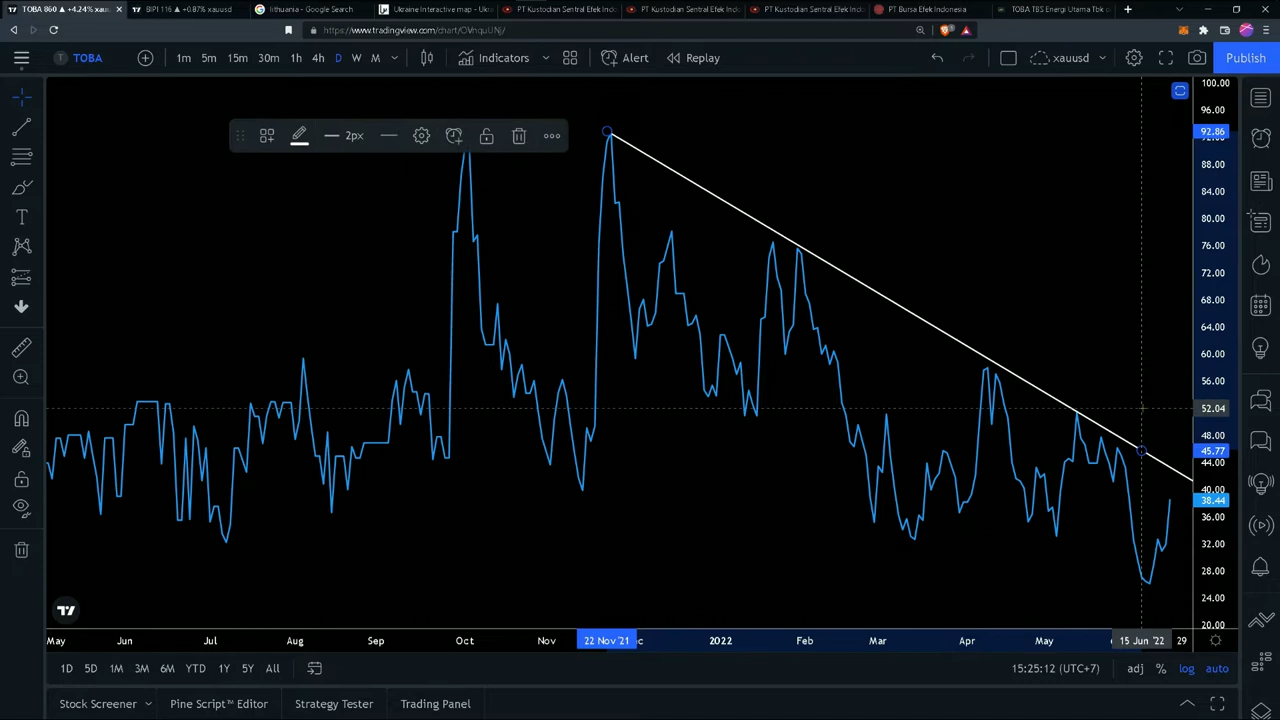 TOBA 860 ▲ +4.24% xauusd
BIPI 116 ▲ +0.87% xauusd
lithuania - Google Search
Ukraine Interactive map - Ukr
PT Kustodian Sentral Efek Ind
PT Kustodian Sentral Efek Ind
PT Kustodian Sentral Efek Ind
PT Bursa Efek Indonesia
TOBA TBS Energi Utama Tbk
https://www.tradingview.com/chart/OVnquUNj/
T TOBA
1m 5m 15m 30m 1h 4h D W M
Indicators
Alert
Replay
xauusd
Publish
2px
100.00
96.00
92.86
88.00
84.00
80.00
76.00
72.00
68.00
64.00
60.00
56.00
52.04
48.00
45.77
44.00
40.00
38.44
36.00
32.00
28.00
24.00
20.00
May Jun Jul Aug Sep Oct Nov 22 Nov '21 2022 Feb Mar Apr May 15 Jun '22 29
1D 5D 1M 3M 6M YTD 1Y 5Y All
15:25:12 (UTC+7)
adj % log auto
Stock Screener
Pine Script™ Editor
Strategy Tester
Trading Panel